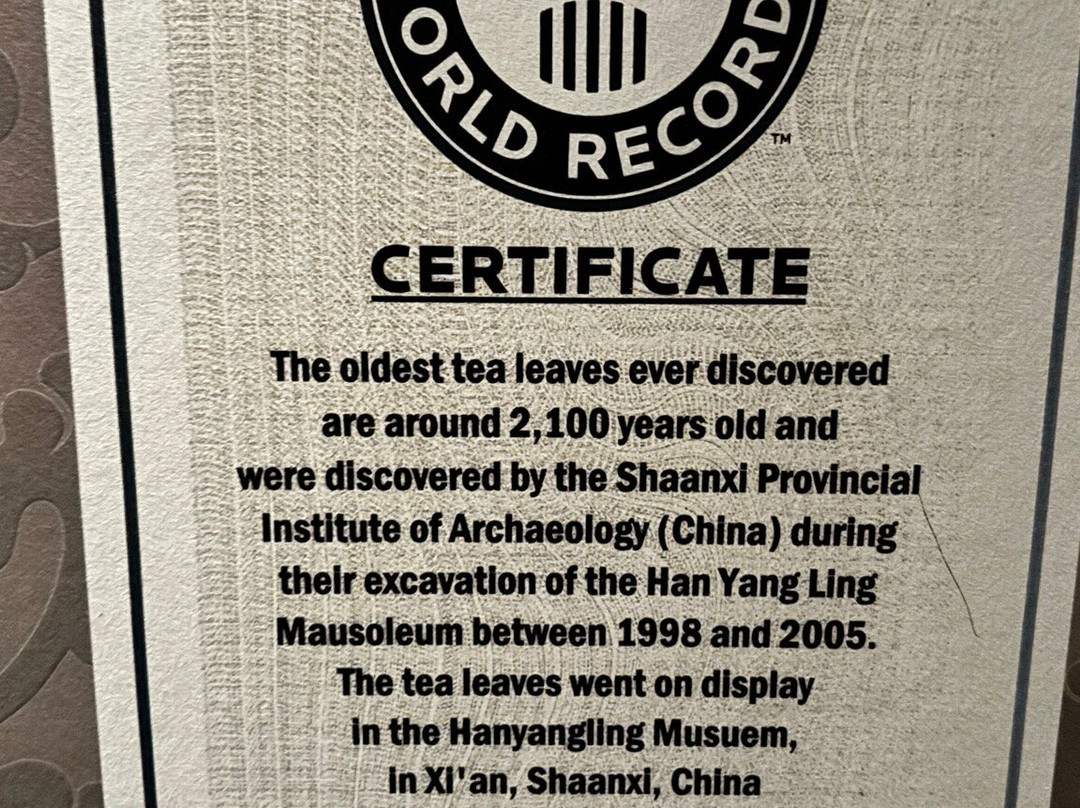 ORLD RECORD
TM
CERTIFICATE
The oldest tea leaves ever discovered
are around 2,100 years old and
were discovered by the Shaanxi Provincial
Institute of Archaeology (China) during
their excavation of the Han Yang Ling
Mausoleum between 1998 and 2005.
The tea leaves went on display
in the Hanyangling Musuem,
in Xi'an, Shaanxi, China